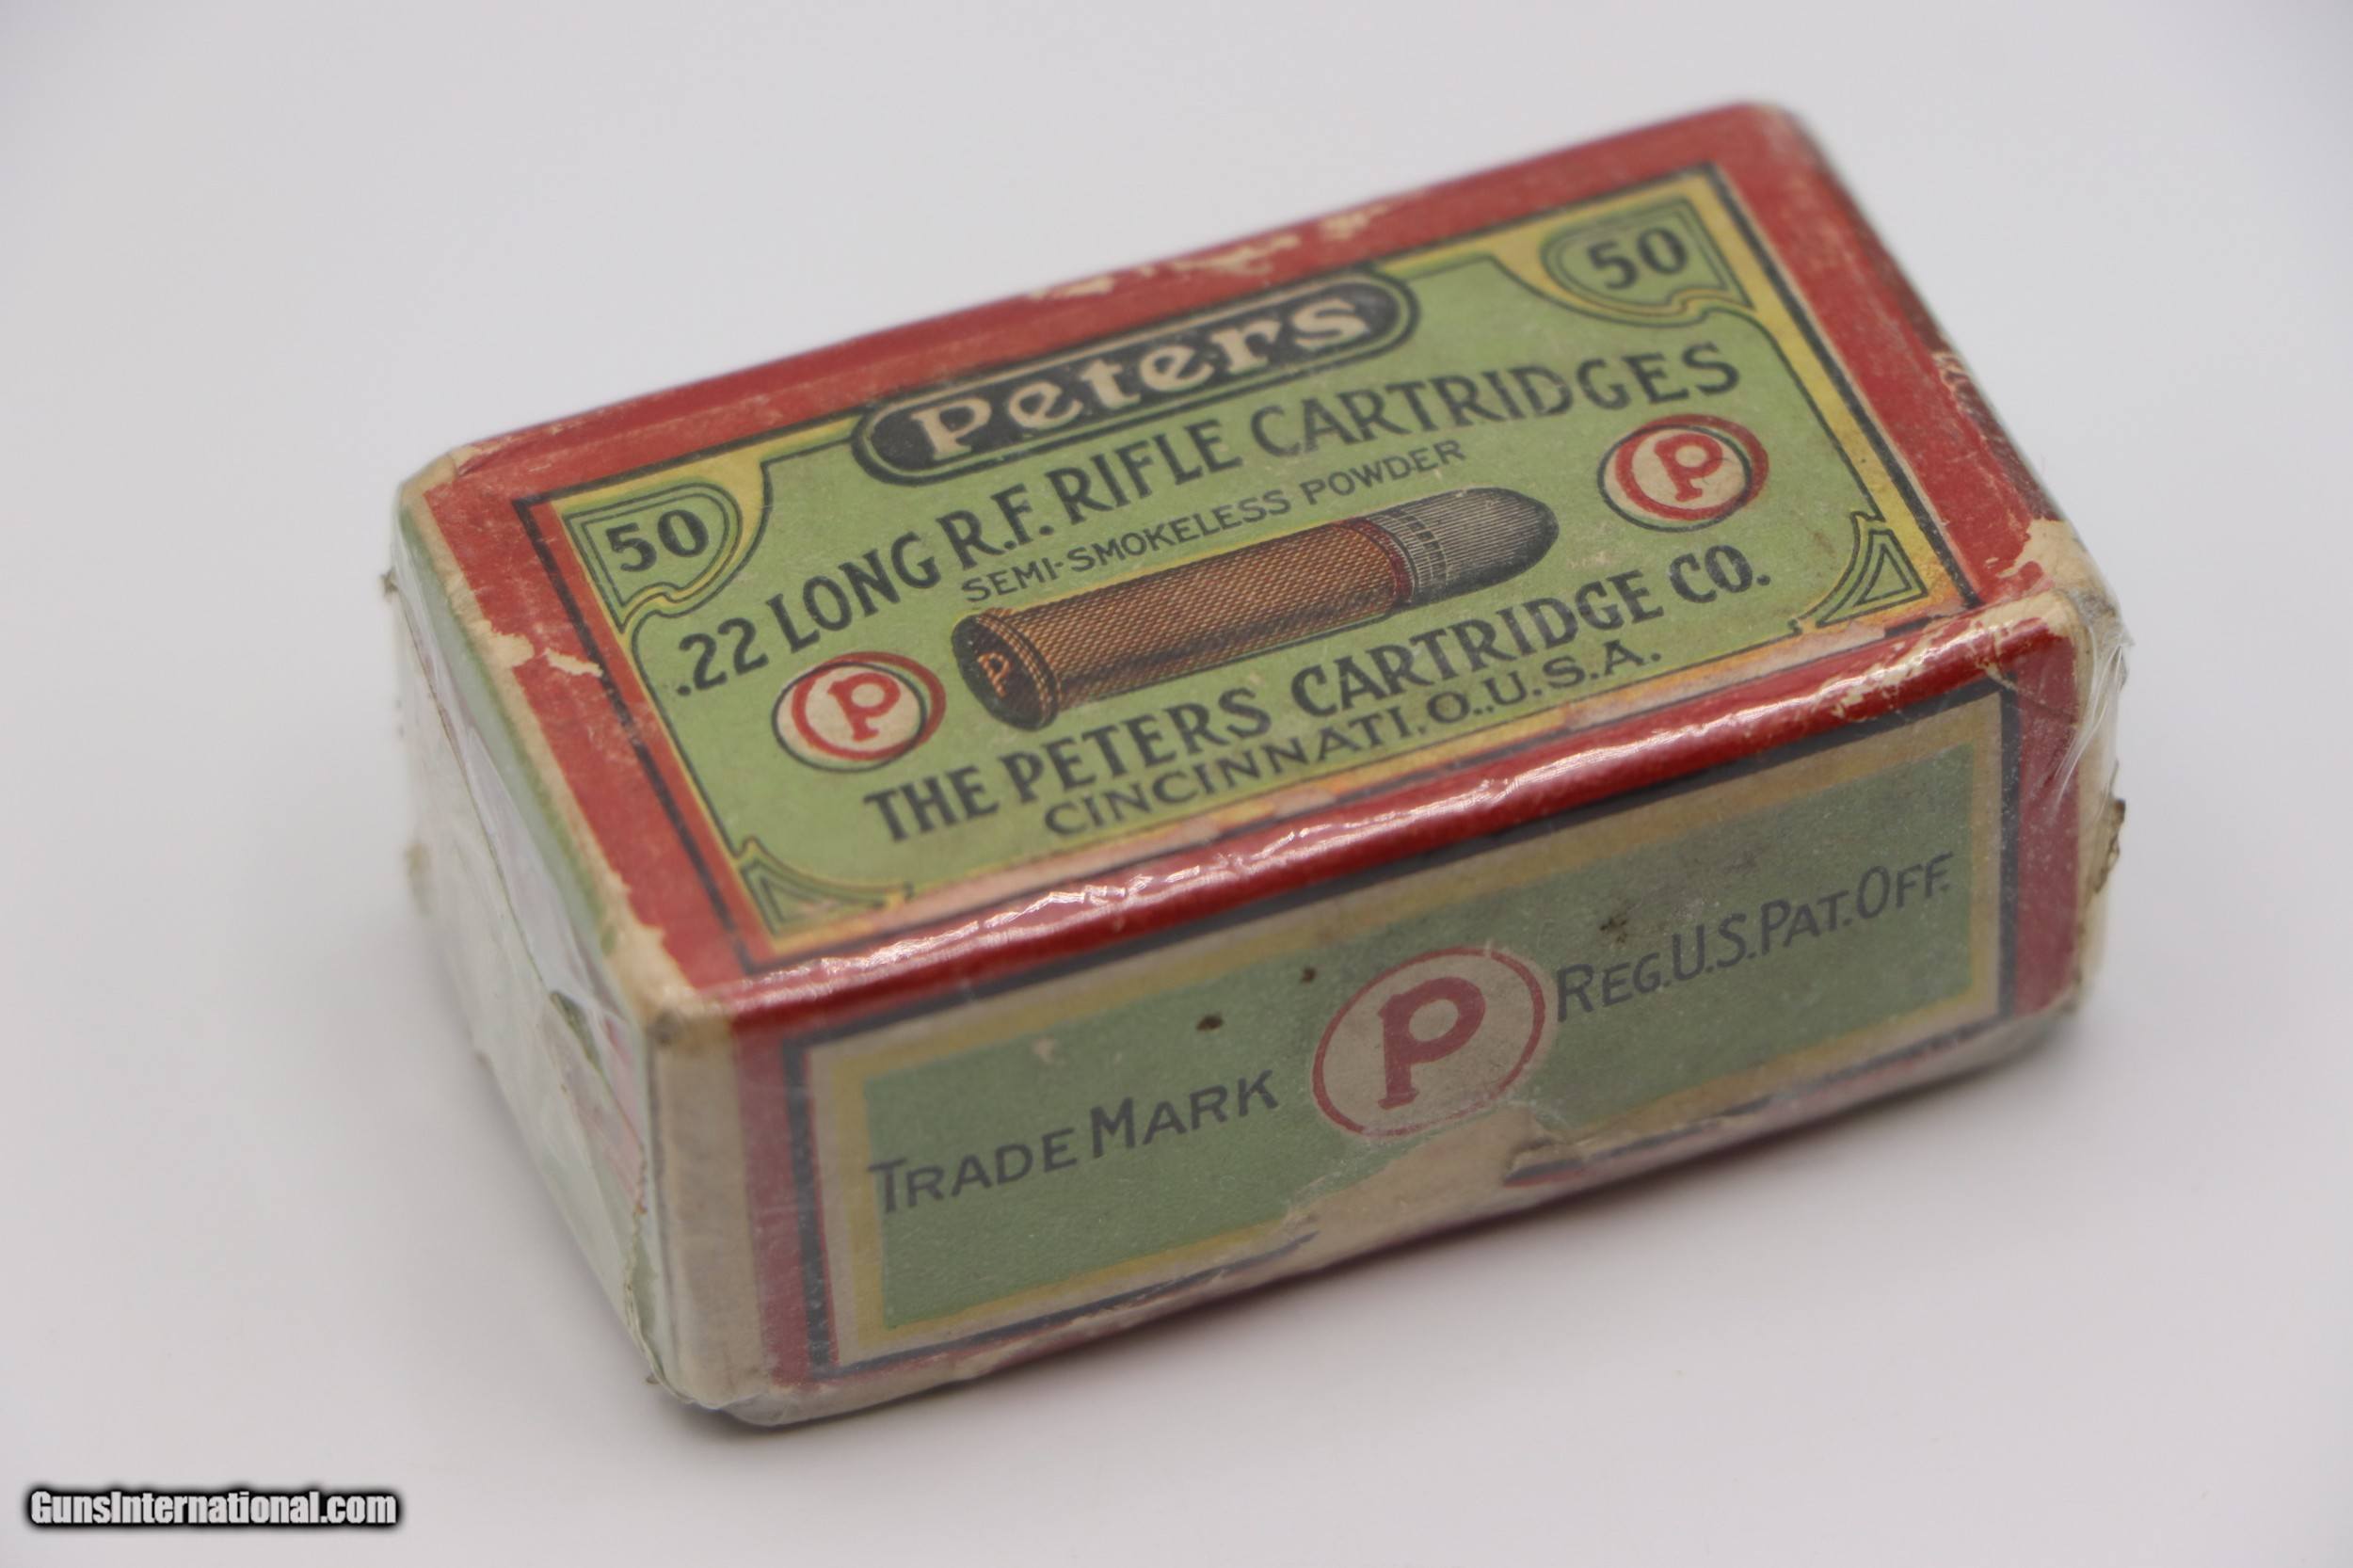 50
Peters
50
.22 LONG R.F. RIFLE CARTRIDGES
SEMI-SMOKELESS POWDER
P
P
P
THE PETERS CARTRIDGE CO.
CINCINNATI, O., U.S.A.
TRADE MARK P REG. U.S. PAT. OFF.
GunsInternational.com